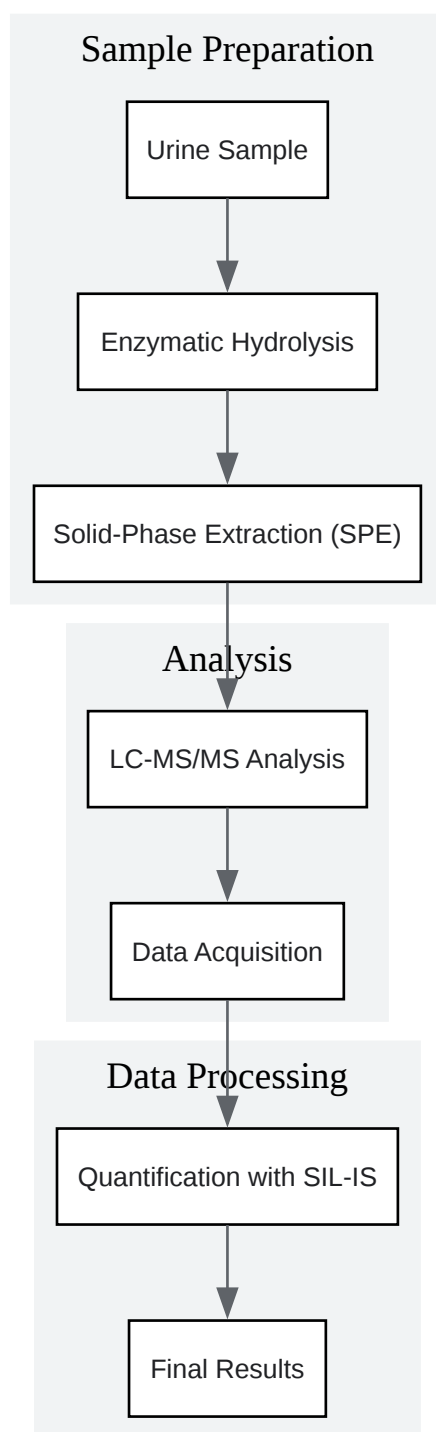 Sample Preparation
Urine Sample
Enzymatic Hydrolysis
Solid-Phase Extraction (SPE)
Analysis
LC-MS/MS Analysis
Data Acquisition
Data Processing
Quantification with SIL-IS
Final Results